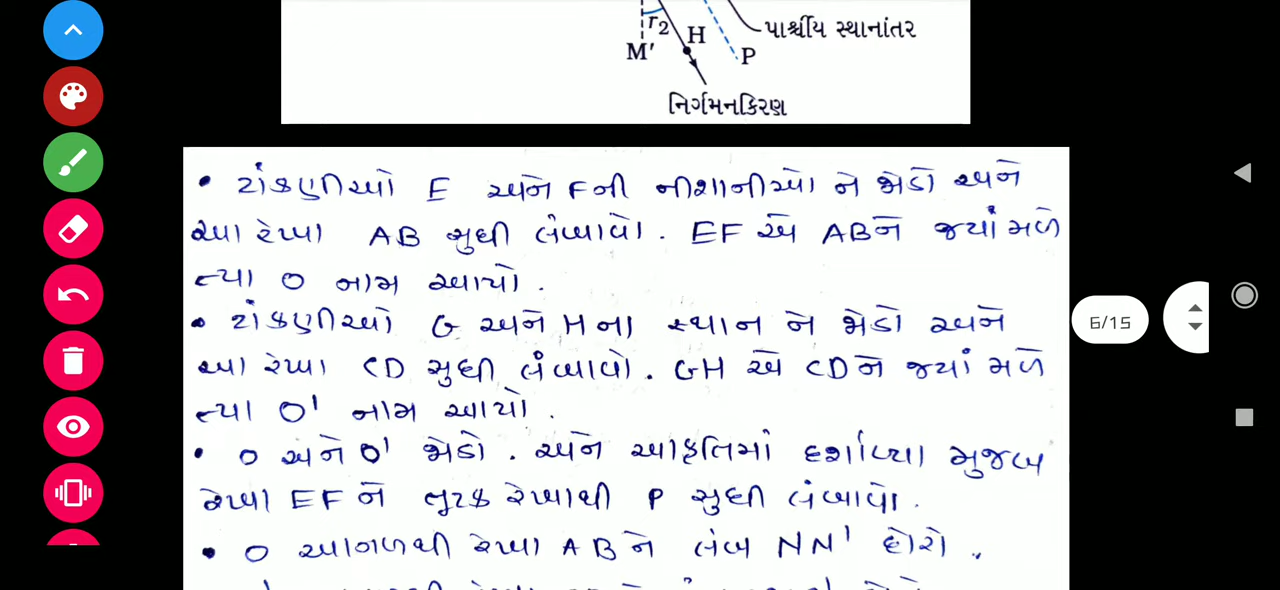 r2
M' H
P
પાર્શ્વીય સ્થાનાંતર
નિર્ગમનકિરણ
• ટાંકણીઓ E અને F ની નીશાનીઓ ને જોડો અને
આ રેખા AB સુધી લંબાવો. EF એ AB ને જ્યાં મળે
ત્યા O નામ આપો.
• ટાંકણીઓ G અને H ના સ્થાન ને જોડો અને
આ રેખા CD સુધી લંબાવો. GH એ CD ને જ્યાં મળે
ત્યા O' નામ આપો.
• O અને O' જોડો. અને આકૃતિમાં દર્શાવ્યા મુજબ
રેખા EF ને તૂટક રેખાથી P સુધી લંબાવો
• O આગળથી રેખા AB ને લંબ NN' દોરો.
6/15